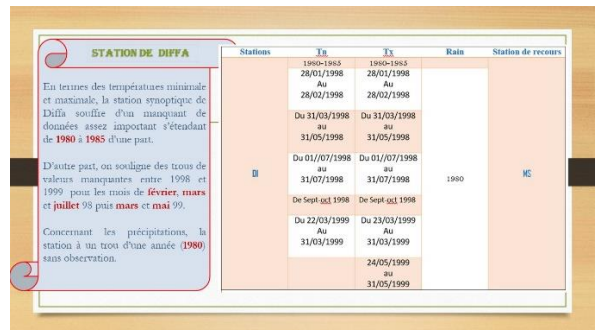 STATION DE DIFFA
En termes des températures minimale
et maximale, la station synoptique de
Diffa souffre d'un manquant de
données assez important s'étendant
de 1980 à 1985 d'une part.
D'autre part, on souligne des trous de
valeurs manquantes entre 1998 et
1999 pour les mois de février, mars
et juillet 98 puis mars et mai 99.
Concernant les précipitations, la
station à un trou d'une année (1980)
sans observation.
Stations Tn Tx Rain Station de recours
1980-1985 1980-1985
28/01/1998 28/01/1998
Au Au
28/02/1998 28/02/1998
Du 31/03/1998 Du 31/03/1998
au au
31/05/1998 31/05/1998
Du 01//07/1998 Du 01//07/1998
au au
31/07/1998 31/07/1998
DI 1980 MS
De Sept-oct 1998 De Sept-oct 1998
Du 22/03/1999 Du 23/03/1999
Au Au
31/03/1999 31/03/1999
24/05/1999
au
31/05/1999